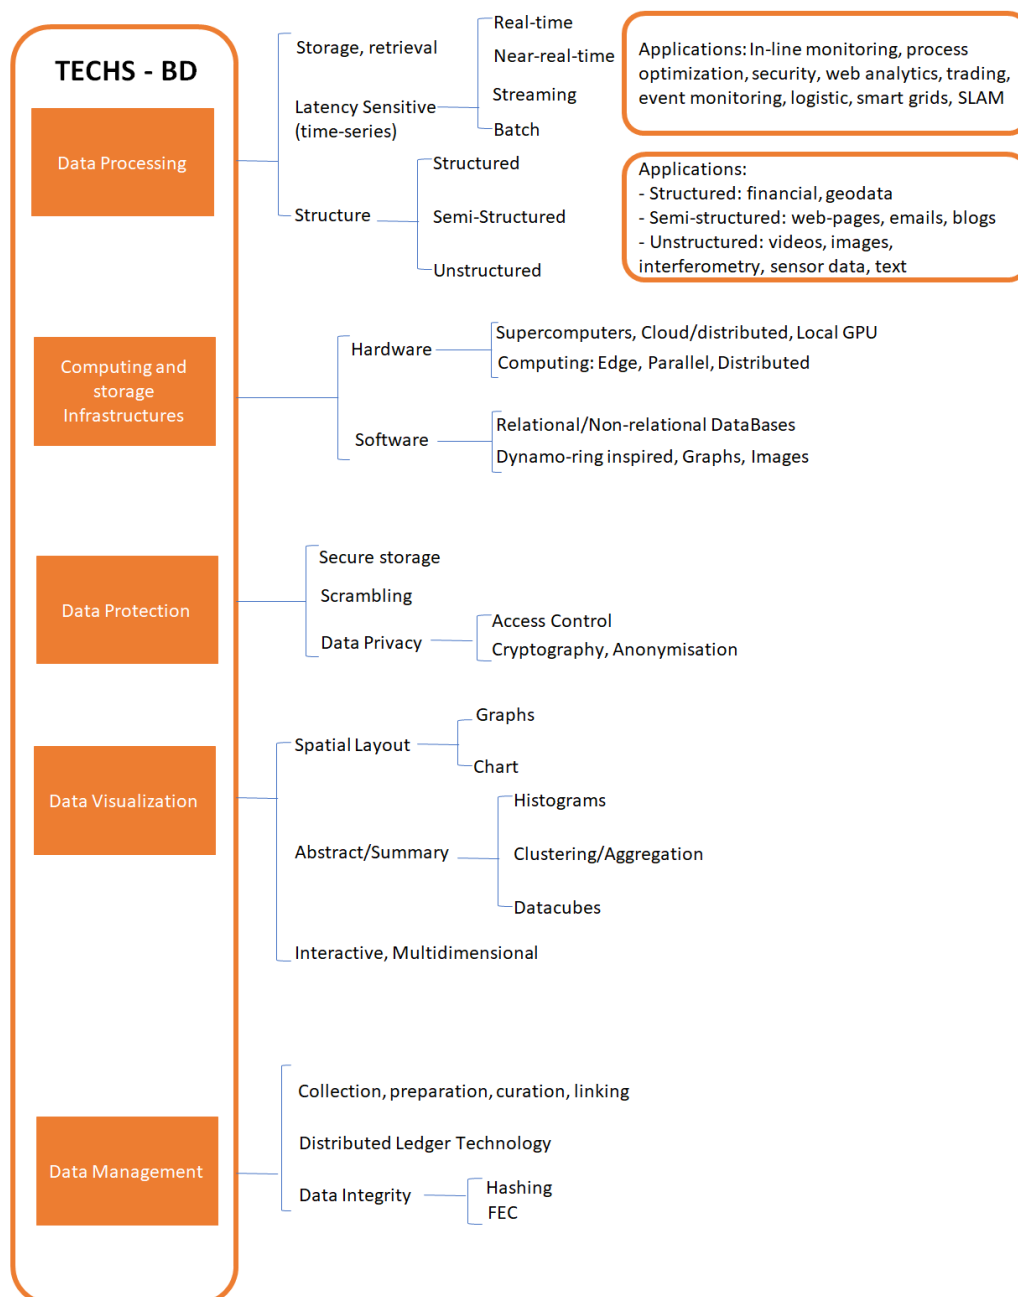 TECHS - BD
Data Processing
Storage, retrieval
Latency Sensitive
(time-series)
Real-time
Near-real-time
Streaming
Batch
Structure
Structured
Semi-Structured
Unstructured
Applications: In-line monitoring, process
optimization, security, web analytics, trading,
event monitoring, logistic, smart grids, SLAM
Applications:
- Structured: financial, geodata
- Semi-structured: web-pages, emails, blogs
- Unstructured: videos, images,
interferometry, sensor data, text
Computing and
storage
Infrastructures
Hardware
Supercomputers, Cloud/distributed, Local GPU
Computing: Edge, Parallel, Distributed
Software
Relational/Non-relational DataBases
Dynamo-ring inspired, Graphs, Images
Data Protection
Secure storage
Scrambling
Data Privacy
Access Control
Cryptography, Anonymisation
Data Visualization
Spatial Layout
Graphs
Chart
Abstract/Summary
Histograms
Clustering/Aggregation
Datacubes
Interactive, Multidimensional
Data Management
Collection, preparation, curation, linking
Distributed Ledger Technology
Data Integrity
Hashing
FEC